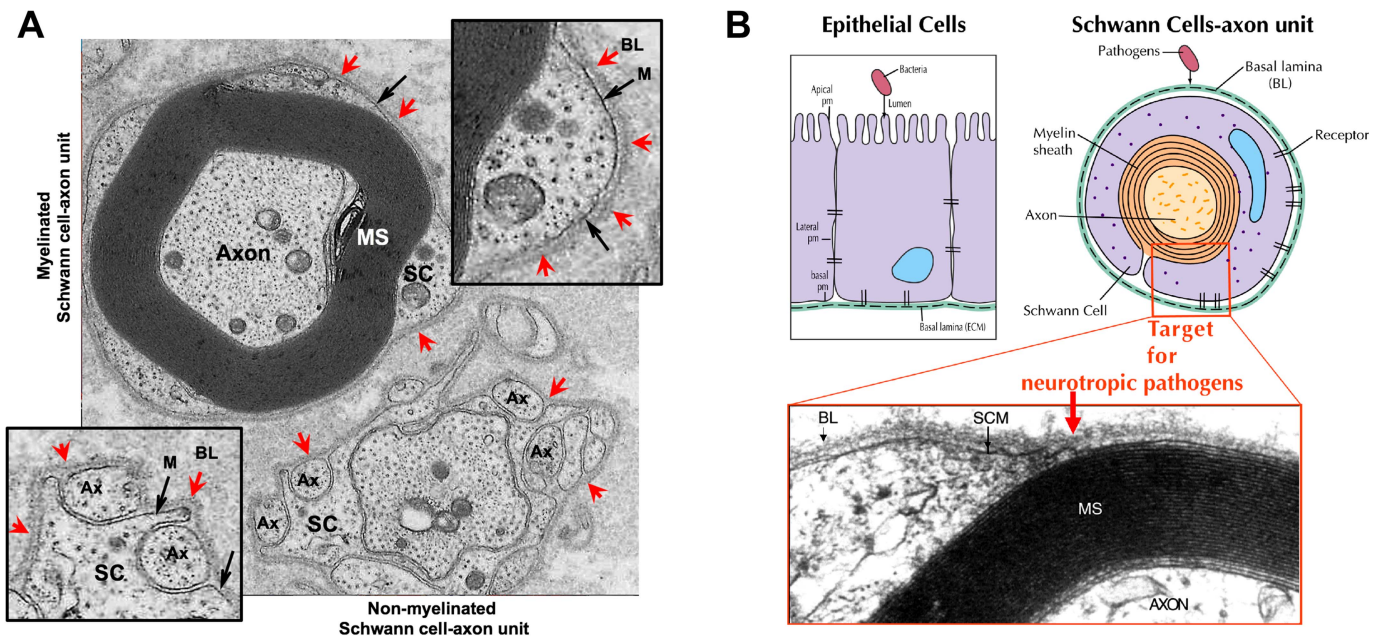 A
Myelinated
Schwann cell-axon unit
BL
M
Axon
MS
SC
Ax
Ax
Ax
Ax
SC
M
BL
Ax
Ax
SC
Non-myelinated
Schwann cell-axon unit
B
Epithelial Cells
Bacteria
Apical
pm
Lumen
Lateral
pm
basal
pm
Basal lamina (ECM)
Schwann Cells-axon unit
Pathogens
Basal lamina
(BL)
Myelin
sheath
Receptor
Axon
Schwann Cell
Target
for
neurotropic pathogens
BL
SCM
MS
AXON